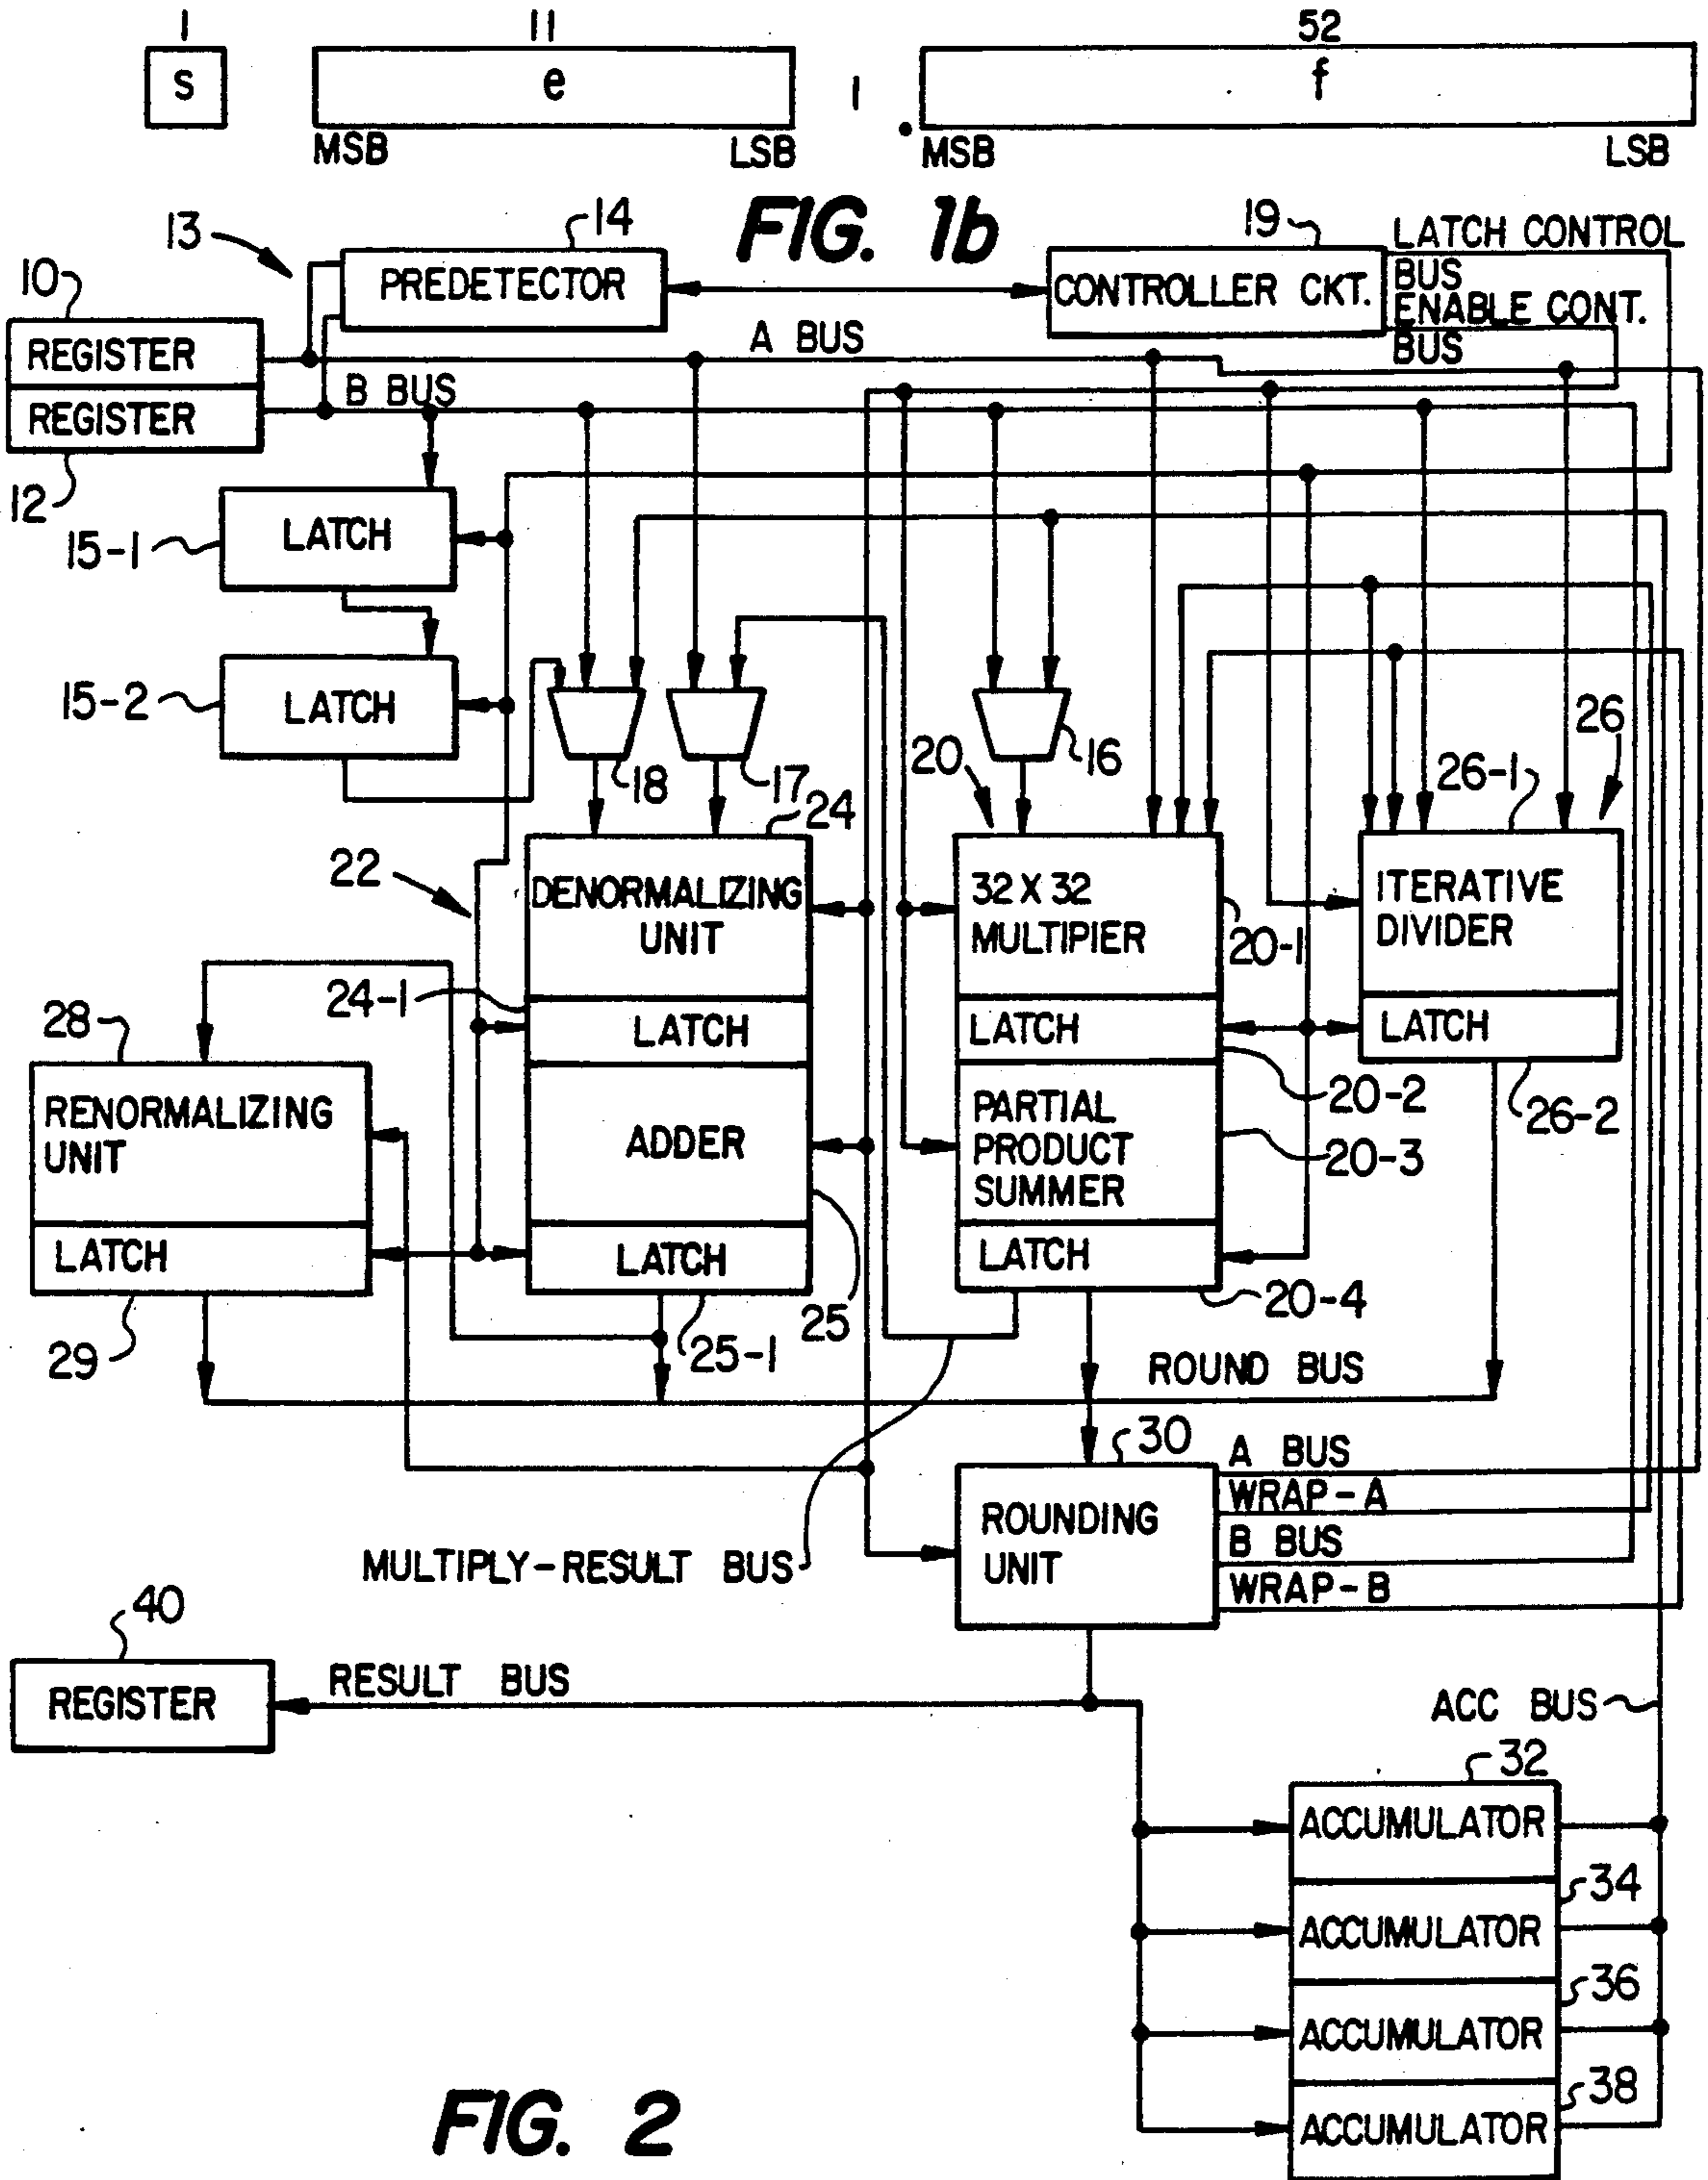 1 11 52
s e 1 . f
MSB LSB MSB LSB
FIG. 1b
13 14 19
LATCH CONTROL
BUS
10
PREDETECTOR
CONTROLLER CKT.
ENABLE CONT.
BUS
REGISTER
A BUS
REGISTER
B BUS
12
15-1
LATCH
15-2
LATCH
18 17 16
20 26-1 26
24
22
DENORMALIZING
UNIT
32 X 32
MULTIPIER
20-1
ITERATIVE
DIVIDER
24-1
LATCH
LATCH
LATCH
28
20-2
26-2
RENORMALIZING
UNIT
ADDER
PARTIAL
PRODUCT
SUMMER
20-3
LATCH
LATCH
LATCH
20-4
29
25-1
25
ROUND BUS
30
A BUS
WRAP-A
ROUNDING
UNIT
B BUS
WRAP-B
MULTIPLY-RESULT BUS
40
REGISTER
RESULT BUS
ACC BUS
32
ACCUMULATOR
34
ACCUMULATOR
36
ACCUMULATOR
38
ACCUMULATOR
FIG. 2